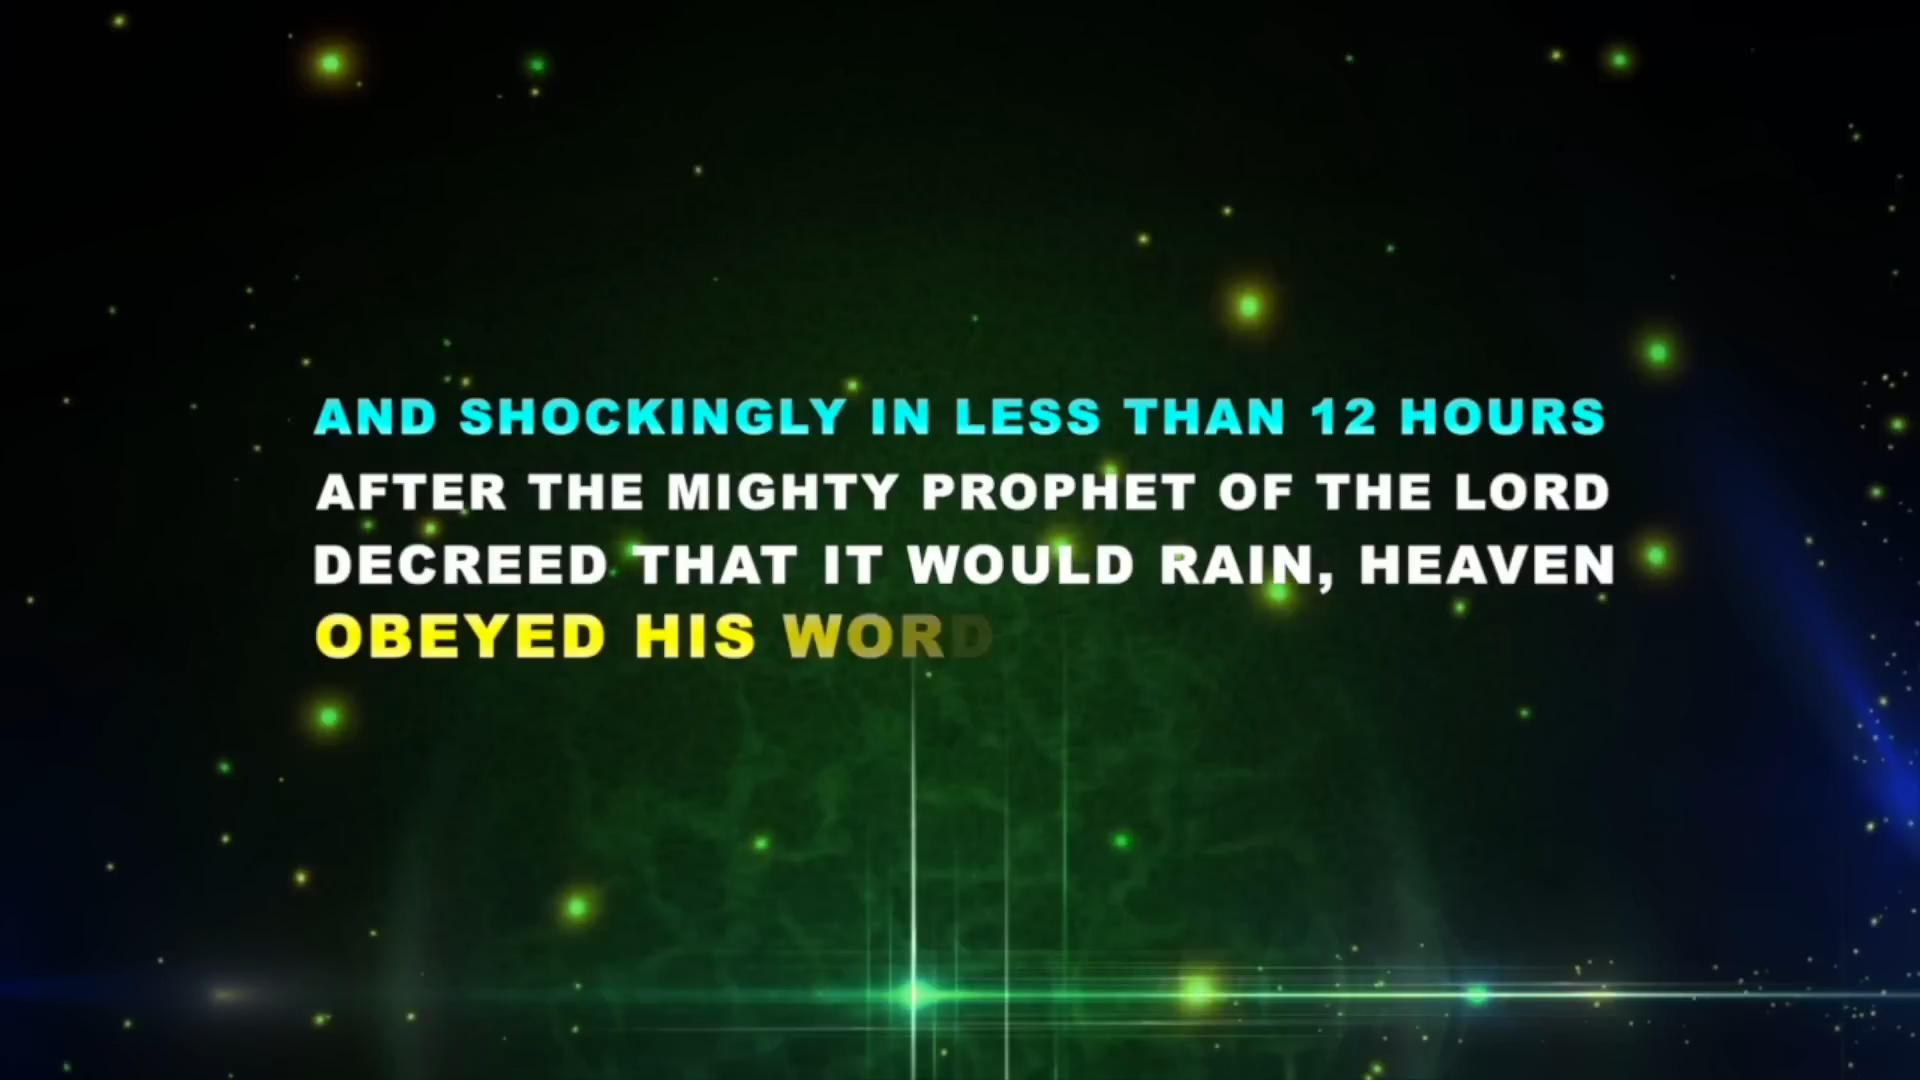 AND SHOCKINGLY IN LESS THAN 12 HOURS
AFTER THE MIGHTY PROPHET OF THE LORD
DECREED THAT IT WOULD RAIN, HEAVEN
OBEYED HIS WORD